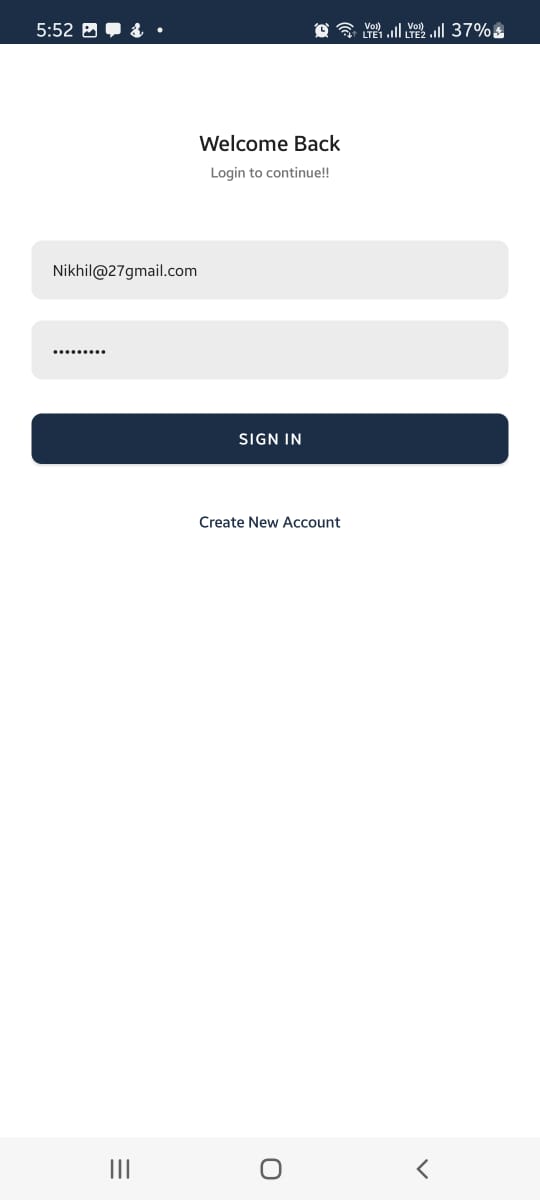 5:52 Vo)) LTE1 Vo)) LTE2 37%
Welcome Back
Login to continue!!
Nikhil@27gmail.com
•••••••••
SIGN IN
Create New Account